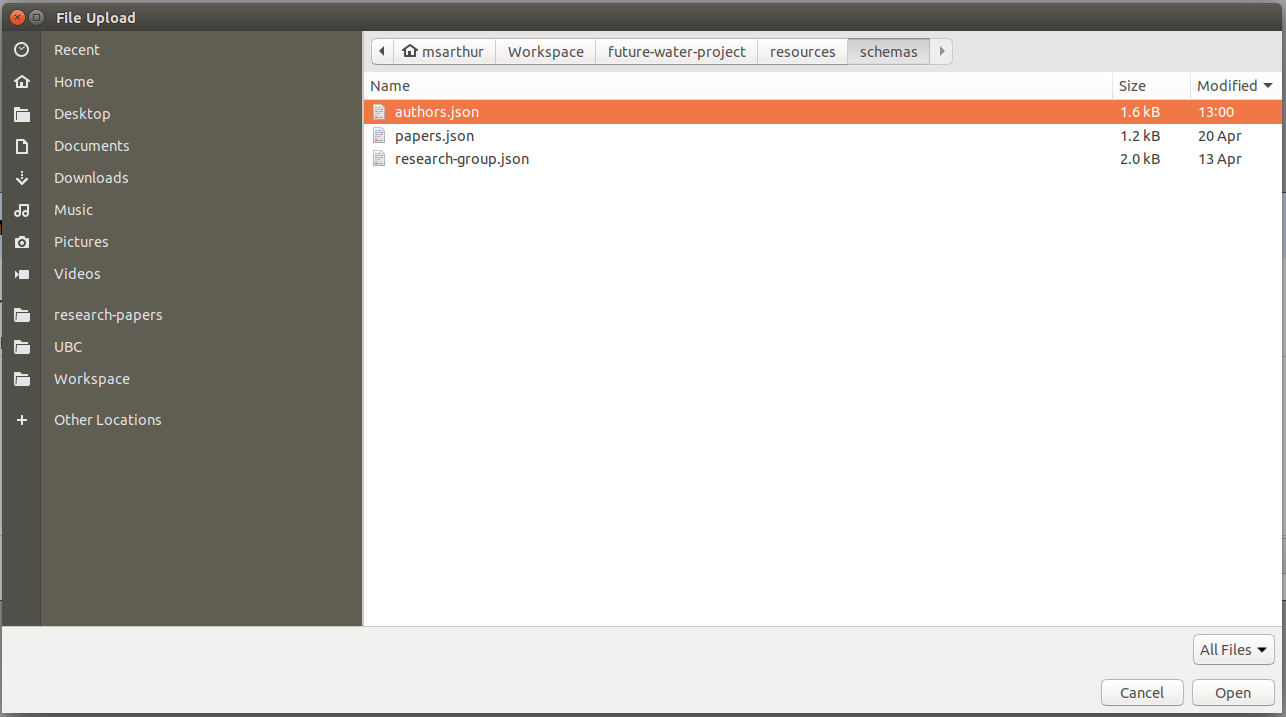 File Upload
Recent
Home
Desktop
Documents
Downloads
Music
Pictures
Videos
research-papers
UBC
Workspace
Other Locations
msarthur Workspace future-water-project resources schemas
Name Size Modified
authors.json 1.6 kB 13:00
papers.json 1.2 kB 20 Apr
research-group.json 2.0 kB 13 Apr
All Files
Cancel Open